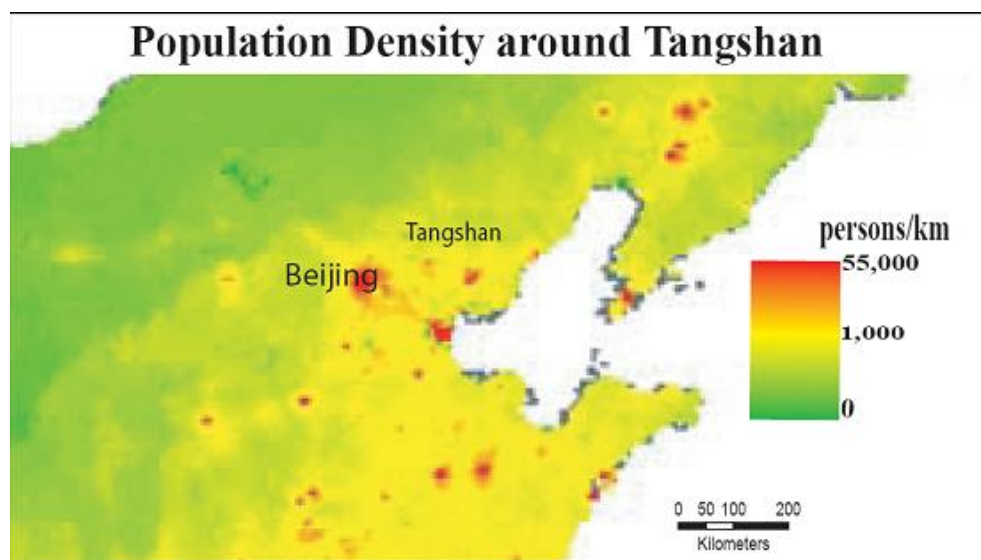 Population Density around Tangshan
Tangshan
Beijing
persons/km
55,000
1,000
0
0 50 100 200
Kilometers